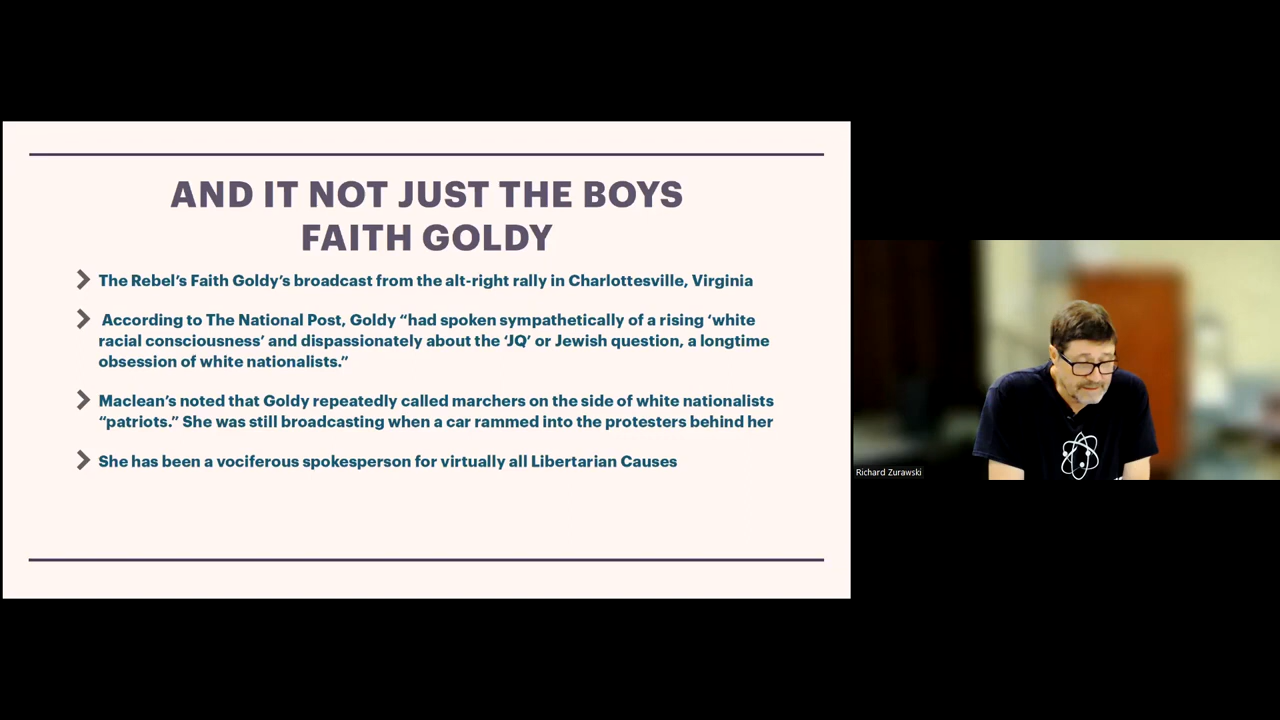 AND IT NOT JUST THE BOYS
FAITH GOLDY
The Rebel’s Faith Goldy’s broadcast from the alt-right rally in Charlottesville, Virginia
According to The National Post, Goldy “had spoken sympathetically of a rising ‘white
racial consciousness’ and dispassionately about the ‘JQ’ or Jewish question, a longtime
obsession of white nationalists.”
Maclean’s noted that Goldy repeatedly called marchers on the side of white nationalists
“patriots.” She was still broadcasting when a car rammed into the protesters behind her
She has been a vociferous spokesperson for virtually all Libertarian Causes
Richard Zurawski